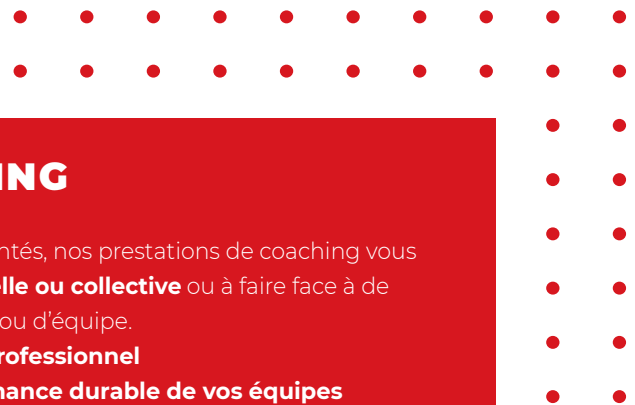 ING
ntés, nos prestations de coaching vous
elle ou collective ou à faire face à de
ou d'équipe.
rofessionnel
nance durable de vos équipes